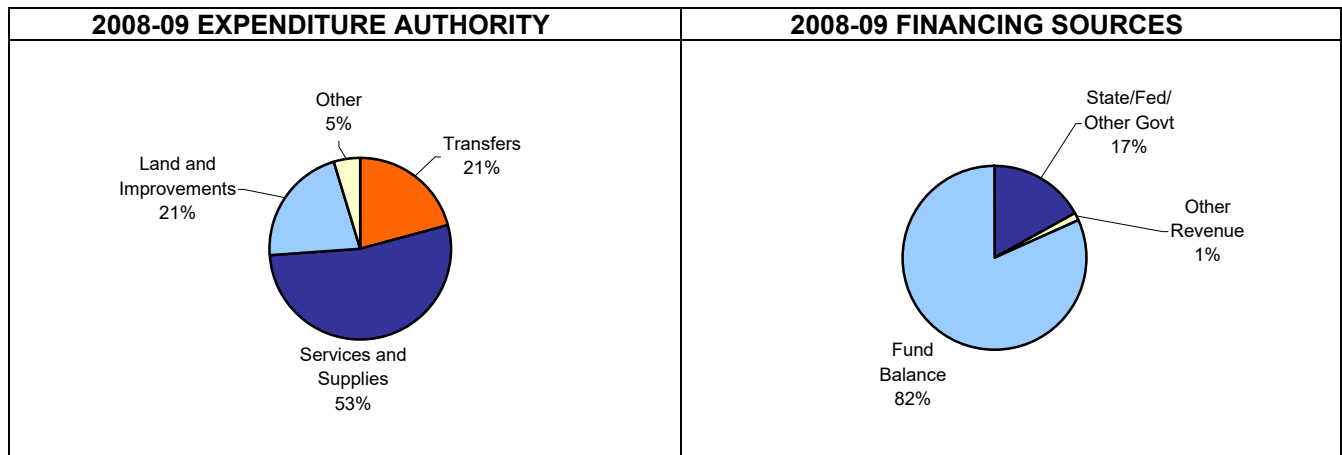 2008-09 EXPENDITURE AUTHORITY
Other
5%
Transfers
21%
Land and
Improvements
21%
Services and
Supplies
53%
2008-09 FINANCING SOURCES
State/Fed/
Other Govt
17%
Other
Revenue
1%
Fund
Balance
82%